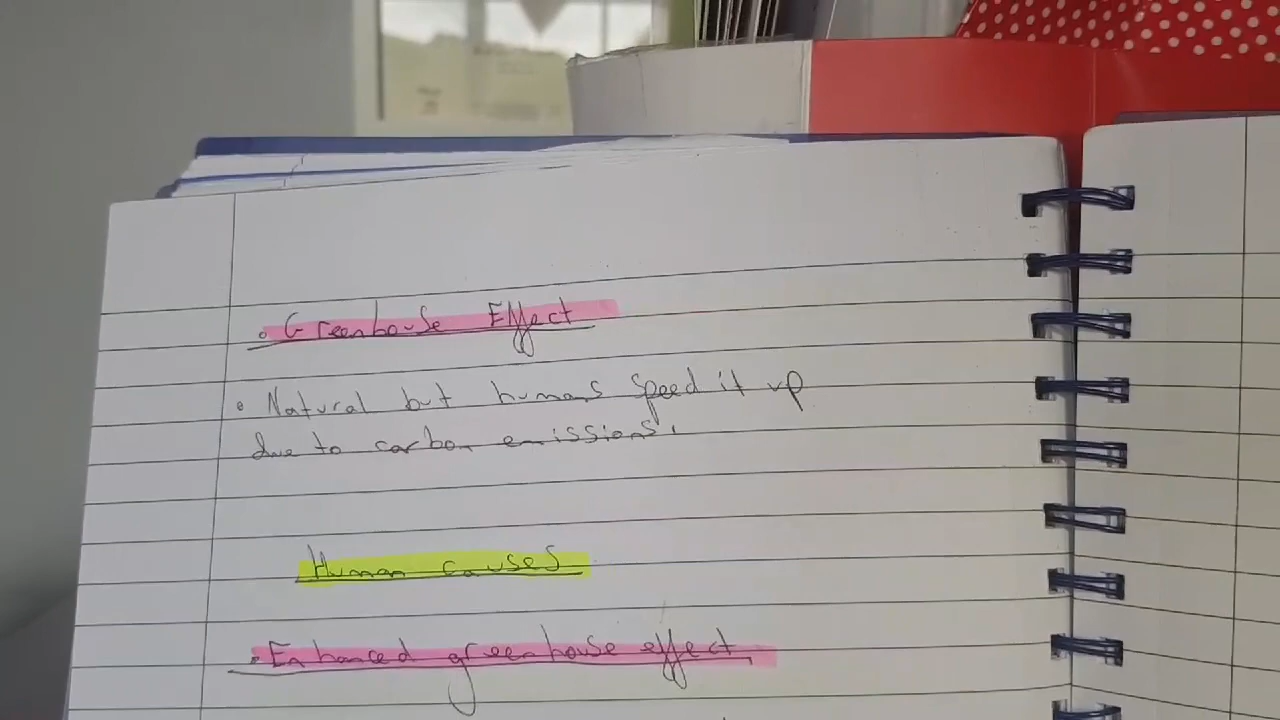 • Greenhouse Effect
• Natural but humans speed it up
due to carbon emissions.
Human causes
• Enhanced greenhouse effect,